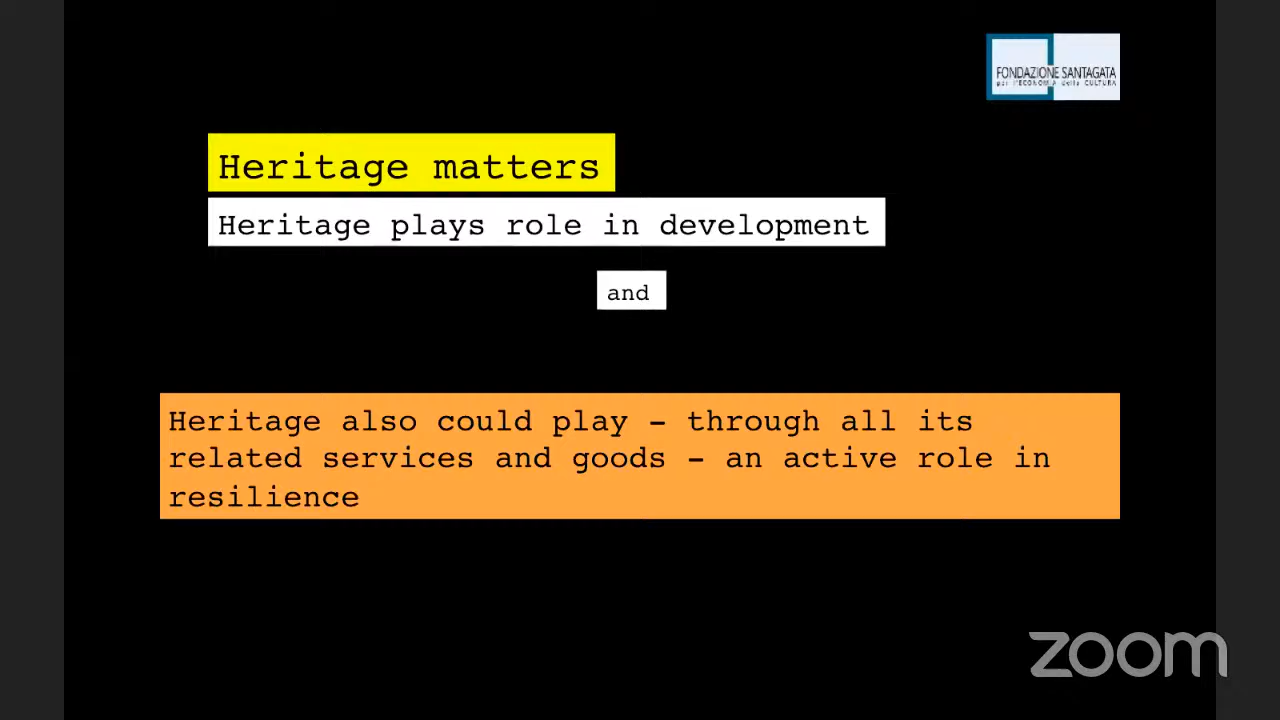 FONDAZIONE SANTAGATA
per l'ECONOMIA della CULTURA
Heritage matters
Heritage plays role in development
and
Heritage also could play - through all its
related services and goods - an active role in
resilience
zoom